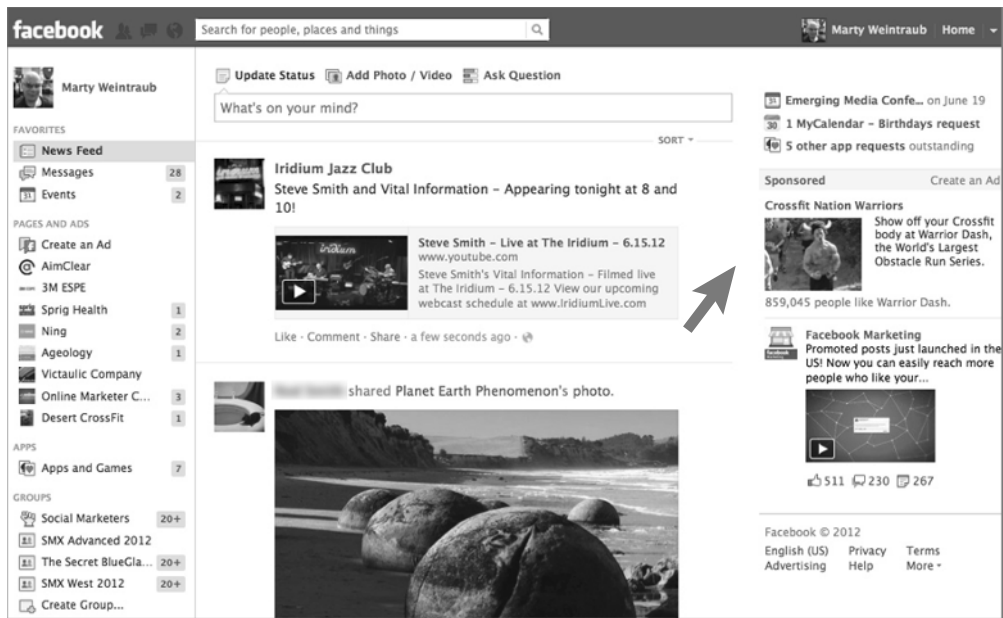 facebook
Search for people, places and things
Marty Weintraub Home
Marty Weintraub
FAVORITES
News Feed
Messages 28
Events 2
PAGES AND ADS
Create an Ad
AimClear
3M ESPE
Sprig Health 1
Ning 2
Ageology 1
Victaulic Company
Online Marketer C... 3
Desert CrossFit 1
APPS
Apps and Games 7
GROUPS
Social Marketers 20+
SMX Advanced 2012
The Secret BlueGla... 20+
SMX West 2012 20+
Create Group...
Update Status Add Photo / Video Ask Question
What's on your mind?
SORT
Iridium Jazz Club
Steve Smith and Vital Information – Appearing tonight at 8 and
10!
iridium
Steve Smith – Live at The Iridium – 6.15.12
www.youtube.com
Steve Smith's Vital Information – Filmed live
at The Iridium – 6.15.12 View our upcoming
webcast schedule at www.IridiumLive.com
Like · Comment · Share · a few seconds ago ·
shared Planet Earth Phenomenon's photo.
31 Emerging Media Confe... on June 19
30 1 MyCalendar – Birthdays request
5 other app requests outstanding
Sponsored Create an Ad
Crossfit Nation Warriors
Show off your Crossfit
body at Warrior Dash,
the World's Largest
Obstacle Run Series.
859,045 people like Warrior Dash.
Facebook Marketing
Promoted posts just launched in the
US! Now you can easily reach more
people who like your...
511 230 267
Facebook © 2012
English (US) Privacy Terms
Advertising Help More